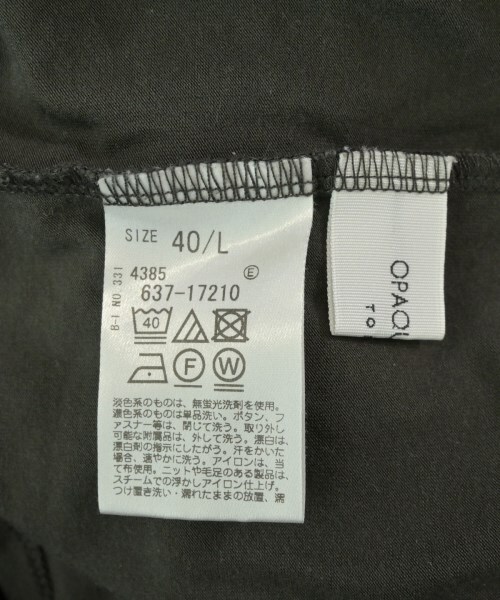 SIZE 40/L
B-I NO.331
4385 E
637-17210
40
F W
淡色系のものは、無蛍光洗剤を使用。
濃色系のものは単品洗い。ボタン、フ
ァスナー等は、閉じて洗う。取り外し
可能な附属品は、外して洗う。漂白は、
漂白剤の指示にしたがう。汗をかいた
場合、速やかに洗う。アイロンは、当
て布使用。ニットや毛足のある製品は、
スチームでの浮かしアイロン仕上げ。
つけ置き洗い・濡れたままの放置、濡
OPAQU
TO